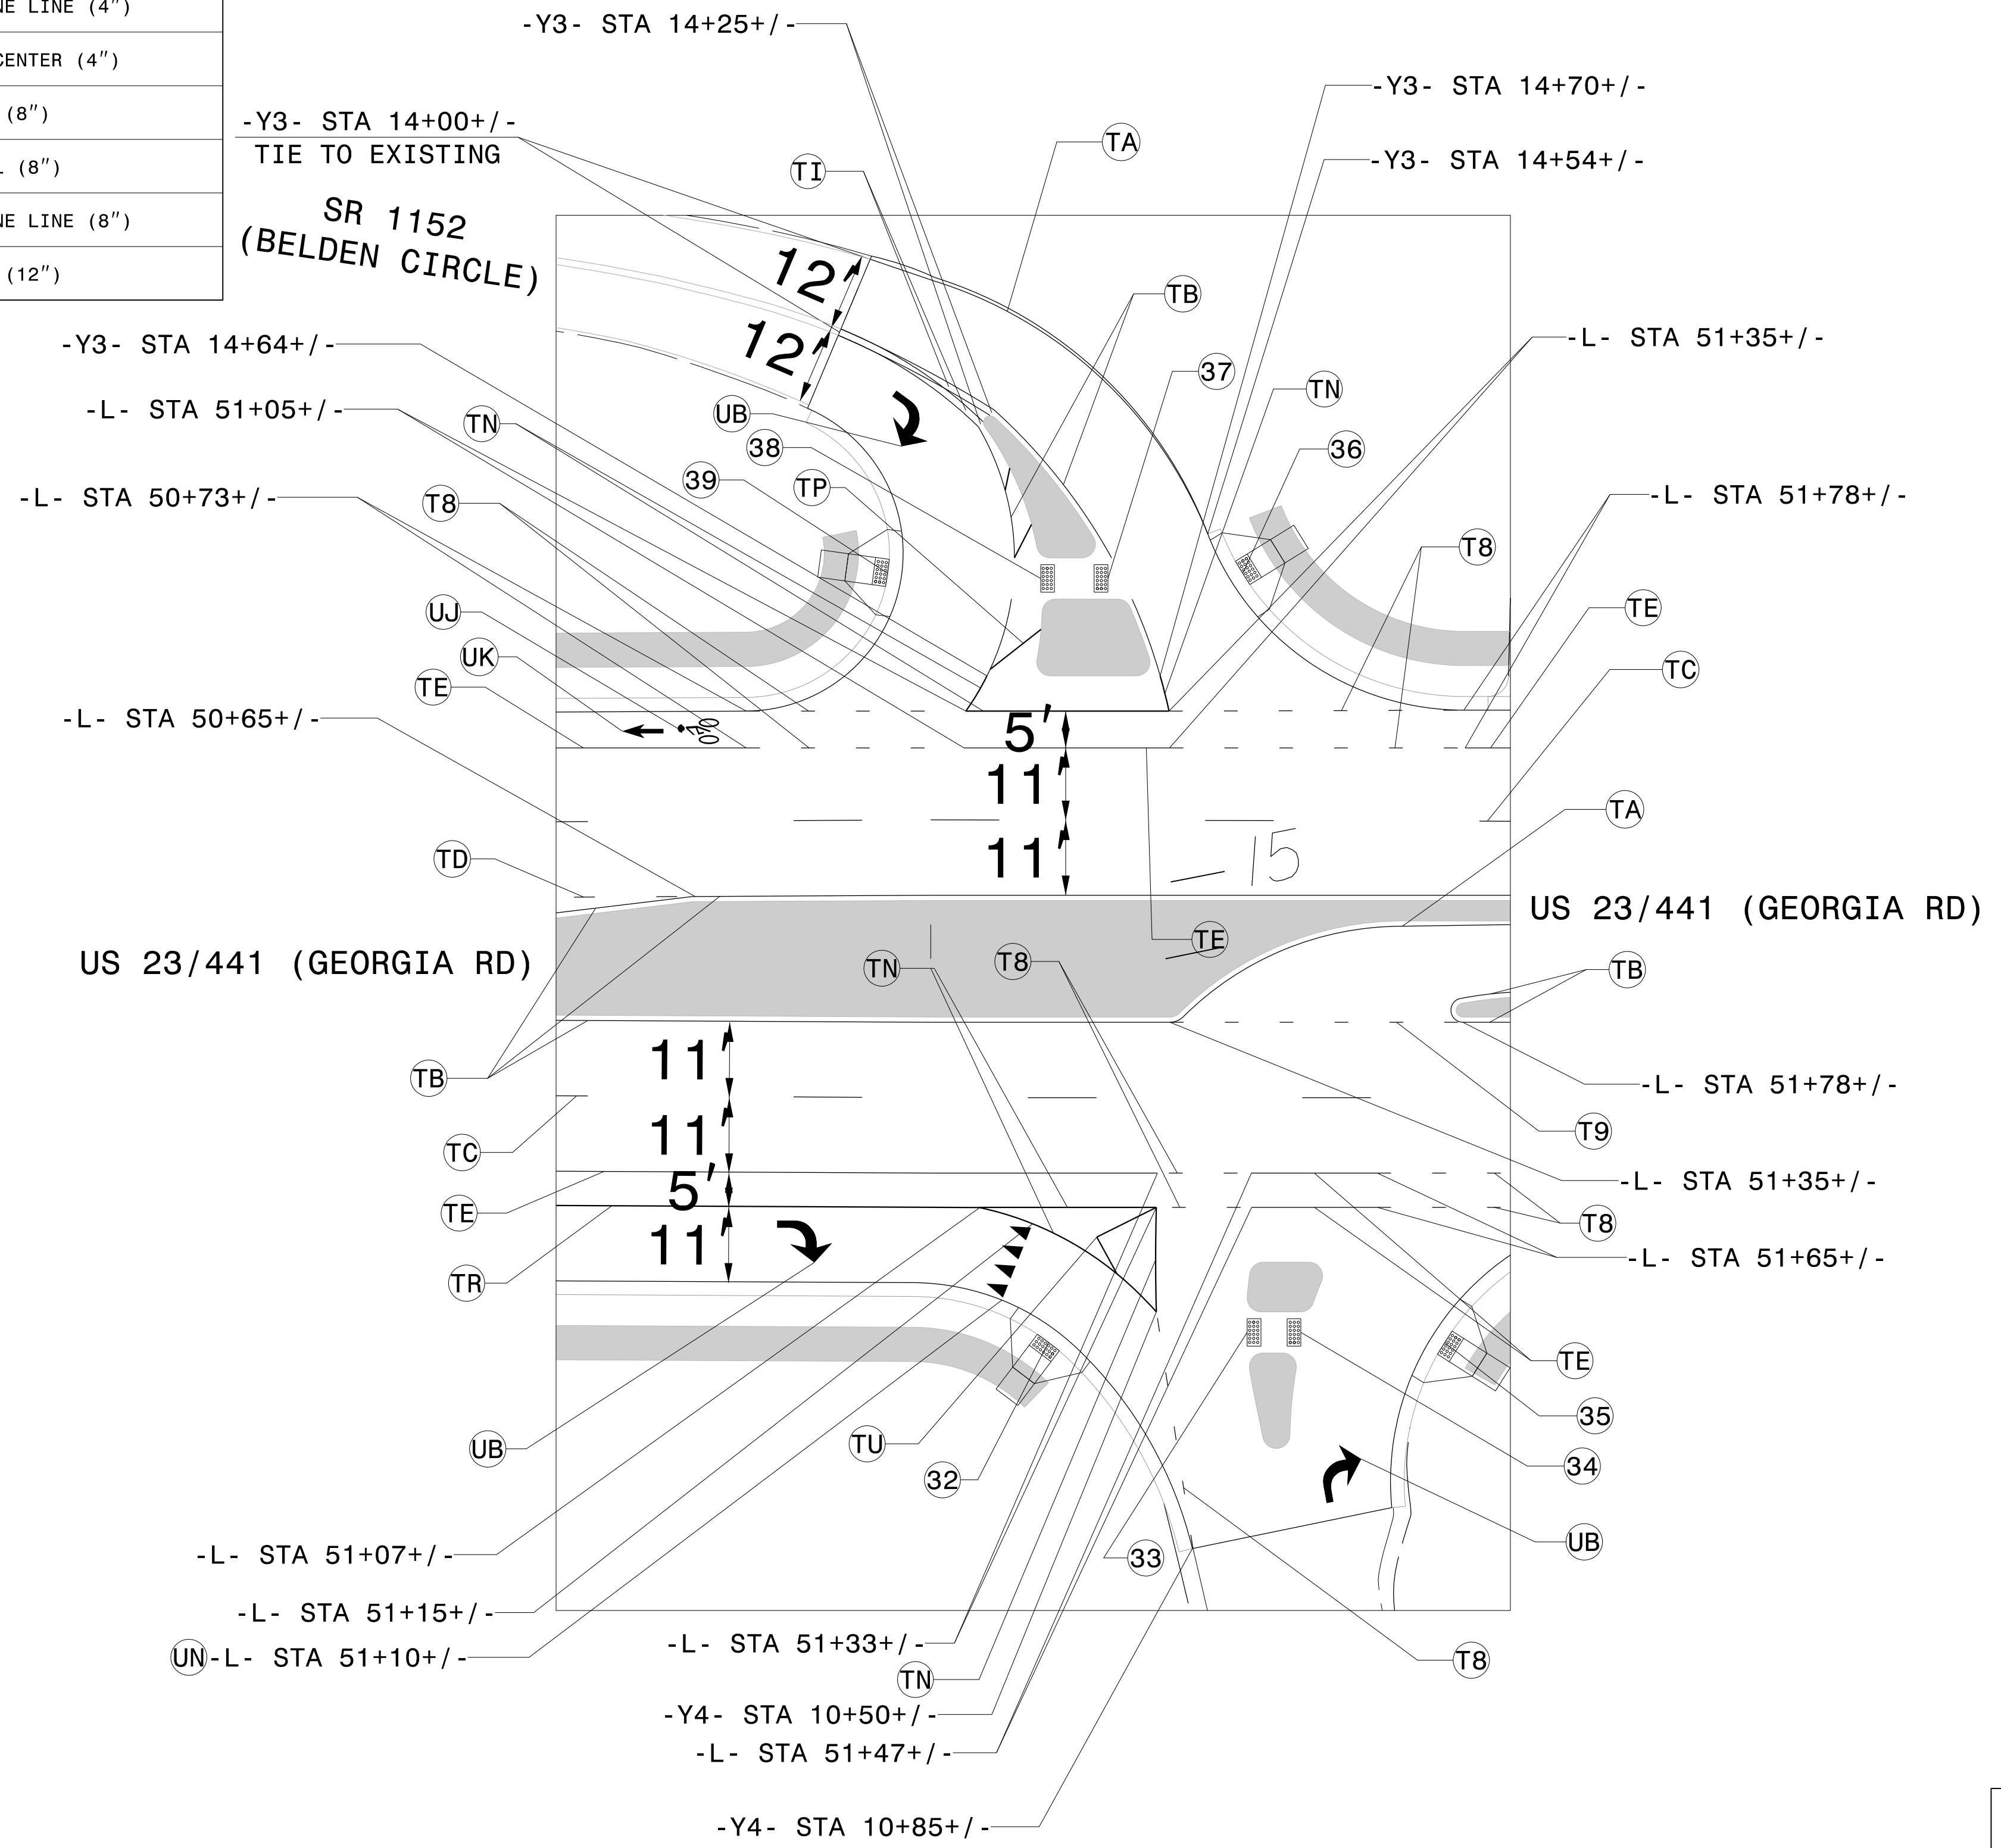 NE LINE (4")
CENTER (4")
(8")
L (8")
NE LINE (8")
(12")
-Y3- STA 14+25+/-
-Y3- STA 14+70+/-
-Y3- STA 14+00+/-
TIE TO EXISTING
TA
-Y3- STA 14+54+/-
TI
SR 1152
(BELDEN CIRCLE)
12'
TB
12'
-Y3- STA 14+64+/-
-L- STA 51+35+/-
37
TN
-L- STA 51+05+/-
UB
TN
38
36
39
TP
-L- STA 50+73+/-
T8
-L- STA 51+78+/-
T8
UJ
TE
UK
TC
TE
-L- STA 50+65+/-
5'
11'
TA
11'
15
TD
US 23/441 (GEORGIA RD)
TE
US 23/441 (GEORGIA RD)
TN
T8
TB
11'
TB
-L- STA 51+78+/-
11'
T9
TC
-L- STA 51+35+/-
5'
TE
T8
11'
-L- STA 51+65+/-
TR
TE
35
UB
TU
34
32
UB
-L- STA 51+07+/-
33
-L- STA 51+15+/-
-L- STA 51+33+/-
UN -L- STA 51+10+/-
T8
TN
-Y4- STA 10+50+/-
-L- STA 51+47+/-
-Y4- STA 10+85+/-